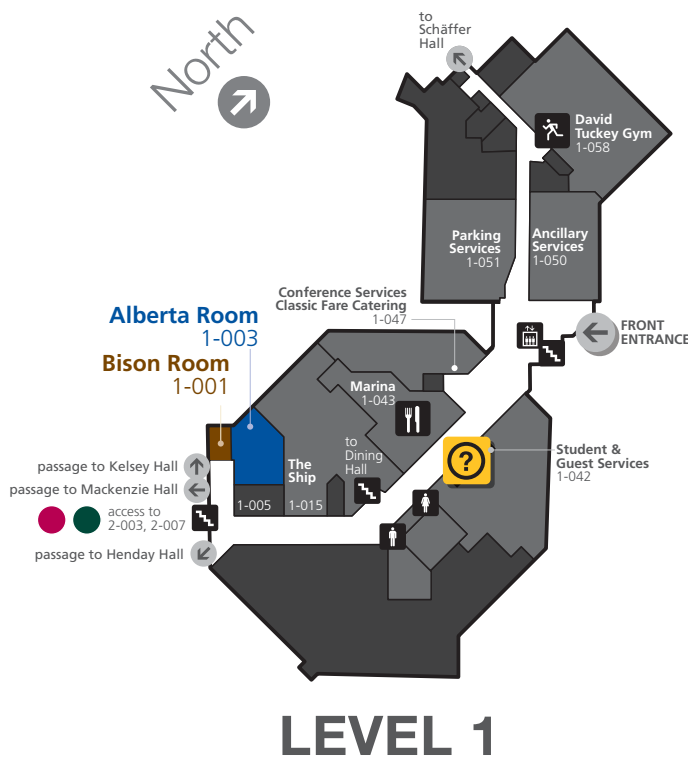 North
to
Schäffer
Hall
David
Tuckey Gym
1-058
Parking
Services
1-051
Ancillary
Services
1-050
Conference Services
Classic Fare Catering
1-047
FRONT
ENTRANCE
Alberta Room
1-003
Bison Room
1-001
Marina
1-043
to
Dining
Hall
The
Ship
1-015
1-005
?
Student &
Guest Services
1-042
passage to Kelsey Hall
passage to Mackenzie Hall
access to
2-003, 2-007
passage to Henday Hall
LEVEL 1